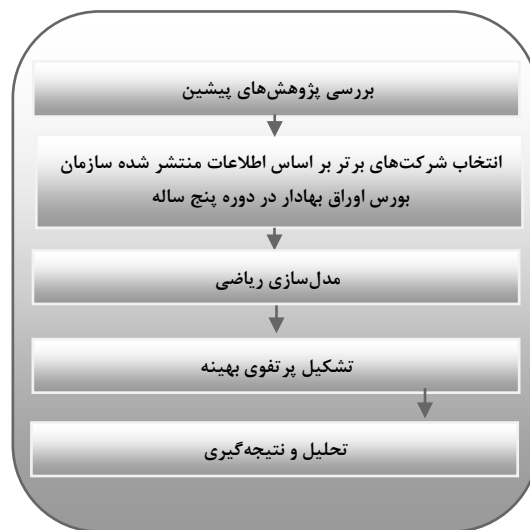 بررسی پژوهش‌های پیشین
انتخاب شرکت‌های برتر بر اساس اطلاعات منتشر شده سازمان
بورس اوراق بهادار در دوره پنج ساله
مدل‌سازی ریاضی
تشکیل پرتفوی بهینه
تحلیل و نتیجه‌گیری